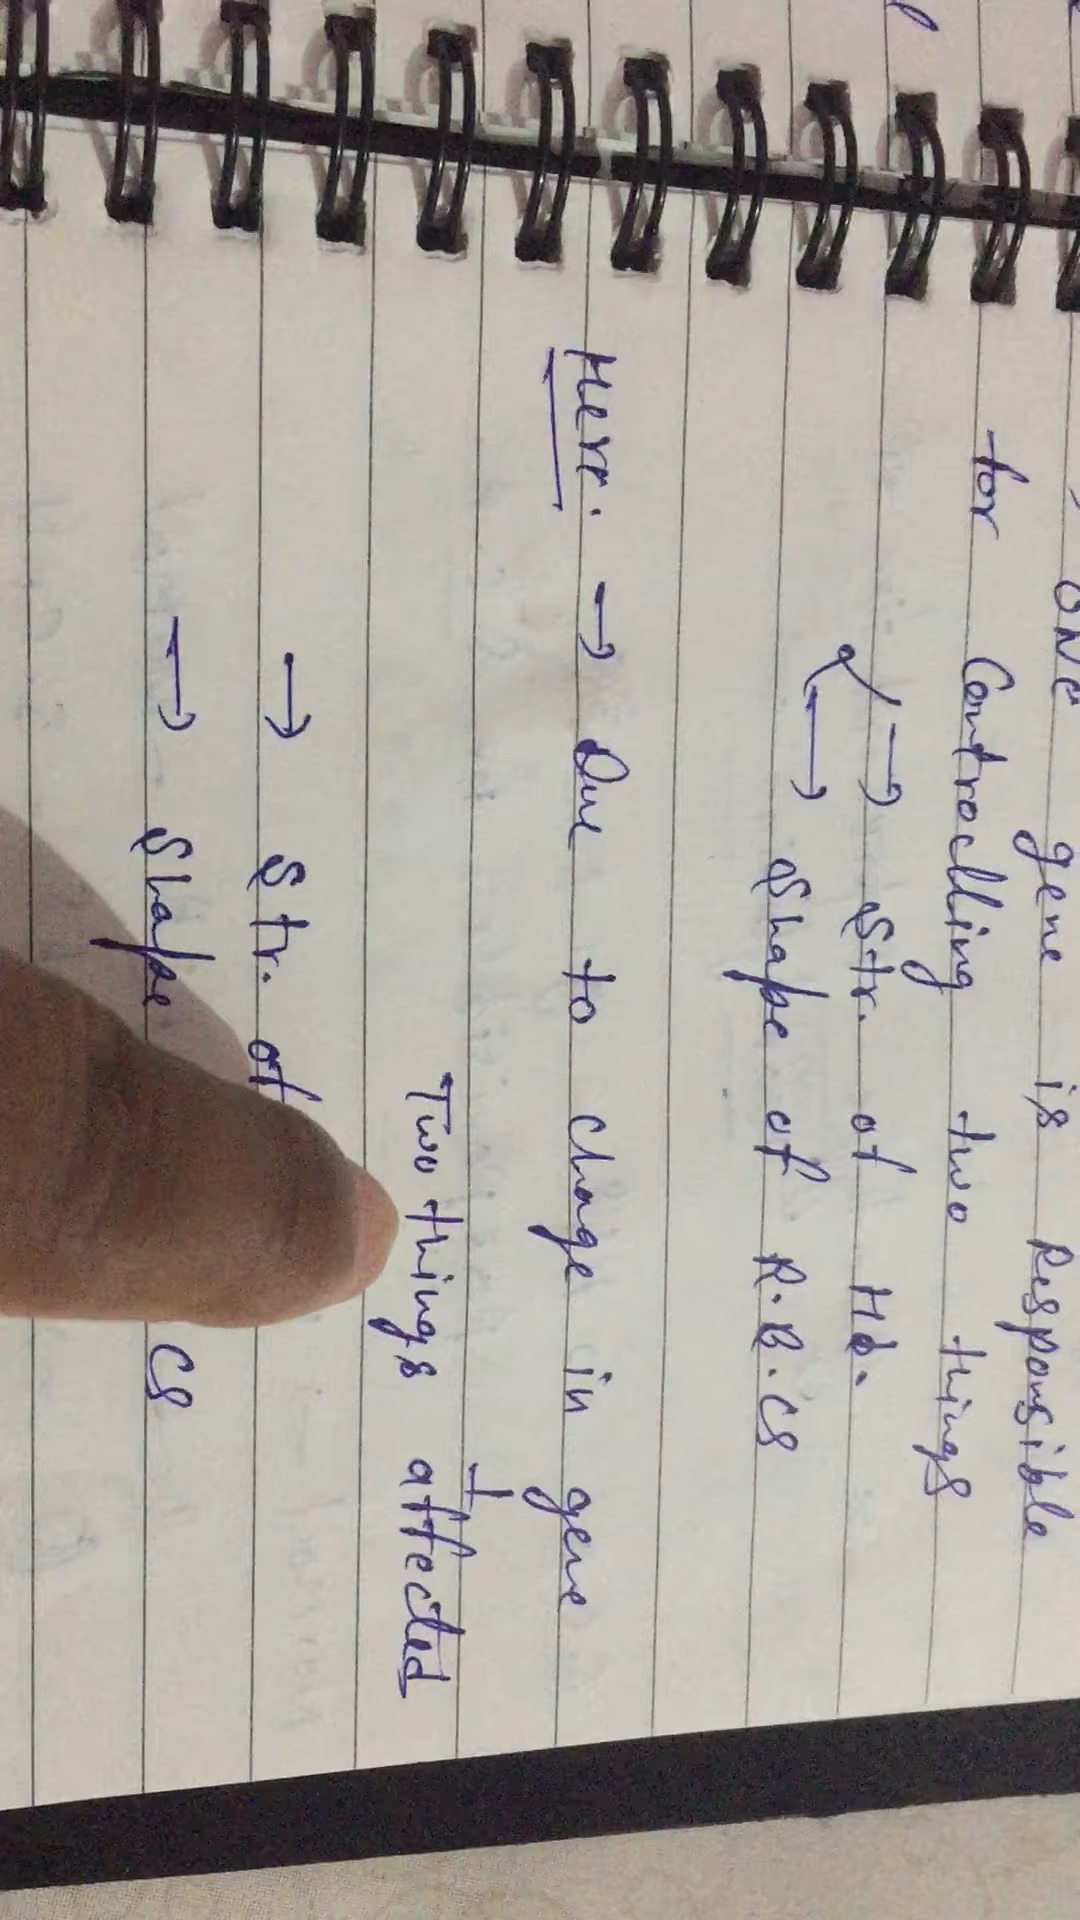 ONE gene is Responsible
for Controlling two things
→ Str. of Hb.
→ Shape of R.B.Cs
Here. → Due to change in gene
↓
Two things affected
→ Str. of
→ Shape Cs